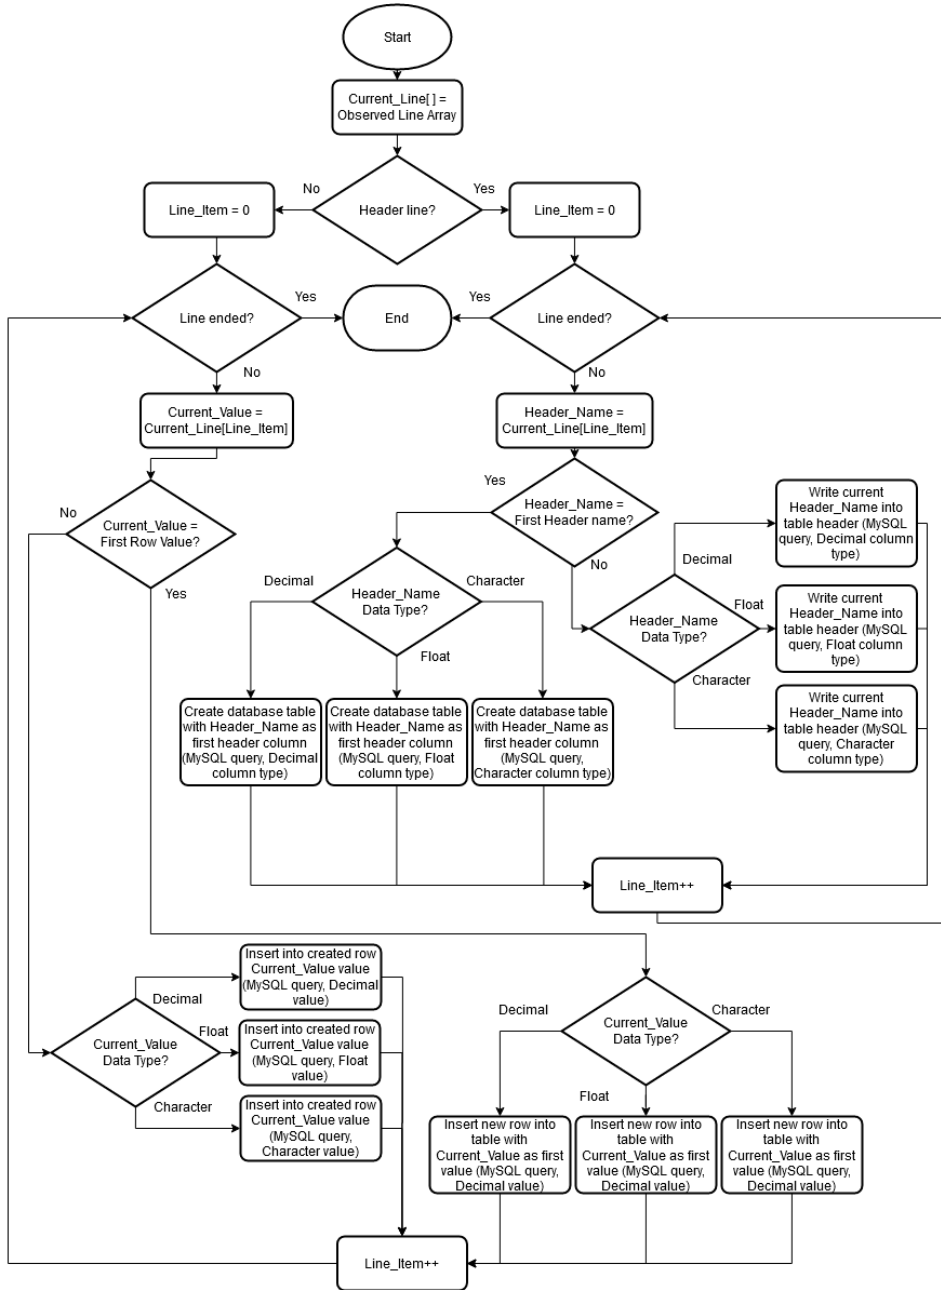 Start
Current_Line[ ] =
Observed Line Array
Header line?
No
Yes
Line_Item = 0
Line_Item = 0
Line ended?
Yes
End
Yes
Line ended?
No
No
Current_Value =
Current_Line[Line_Item]
Header_Name =
Current_Line[Line_Item]
No
Current_Value =
First Row Value?
Yes
Yes
Header_Name =
First Header name?
No
Decimal
Header_Name
Data Type?
Character
Float
Decimal
Header_Name
Data Type?
Float
Character
Write current
Header_Name into
table header (MySQL
query, Decimal column
type)
Write current
Header_Name into
table header (MySQL
query, Float column
type)
Write current
Header_Name into
table header (MySQL
query, Character
column type)
Create database table
with Header_Name as
first header column
(MySQL query, Decimal
column type)
Create database table
with Header_Name as
first header column
(MySQL query, Float
column type)
Create database table
with Header_Name as
first header column
(MySQL query,
Character column type)
Line_Item++
Current_Value
Data Type?
Decimal
Float
Character
Insert into created row
Current_Value value
(MySQL query, Decimal
value)
Insert into created row
Current_Value value
(MySQL query, Float
value)
Insert into created row
Current_Value value
(MySQL query,
Character value)
Decimal
Current_Value
Data Type?
Character
Float
Insert new row into
table with
Current_Value as first
value (MySQL query,
Decimal value)
Insert new row into
table with
Current_Value as first
value (MySQL query,
Decimal value)
Insert new row into
table with
Current_Value as first
value (MySQL query,
Decimal value)
Line_Item++